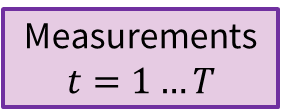 Measurements
t = 1 … T